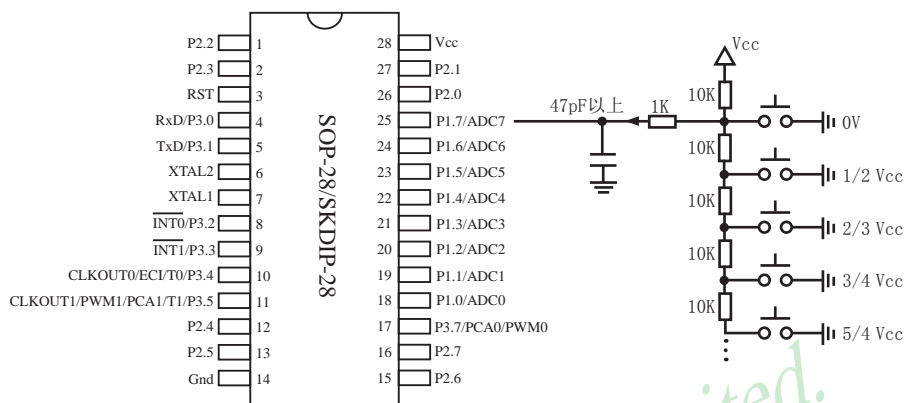 P2.2 1
P2.3 2
RST 3
RxD/P3.0 4
TxD/P3.1 5
XTAL2 6
XTAL1 7
INT0/P3.2 8
INT1/P3.3 9
CLKOUT0/ECI/T0/P3.4 10
CLKOUT1/PWM1/PCA1/T1/P3.5 11
P2.4 12
P2.5 13
Gnd 14
SOP-28/SKDIP-28
28 Vcc
27 P2.1
26 P2.0
25 P1.7/ADC7
24 P1.6/ADC6
23 P1.5/ADC5
22 P1.4/ADC4
21 P1.3/ADC3
20 P1.2/ADC2
19 P1.1/ADC1
18 P1.0/ADC0
17 P3.7/PCA0/PWM0
16 P2.7
15 P2.6
Vcc
10K
47pF以上
1K
0V
10K
1/2 Vcc
10K
2/3 Vcc
10K
3/4 Vcc
10K
5/4 Vcc